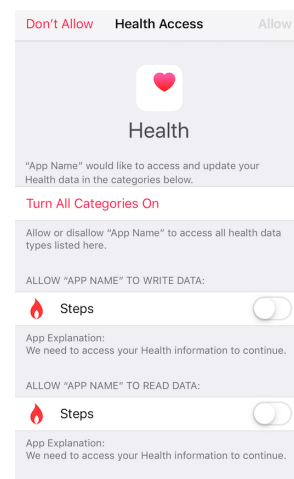 Don't Allow Health Access Allow
Health
“App Name” would like to access and update your
Health data in the categories below.
Turn All Categories On
Allow or disallow “App Name” to access all health data
types listed here.
ALLOW “APP NAME” TO WRITE DATA:
Steps
App Explanation:
We need to access your Health information to continue.
ALLOW “APP NAME” TO READ DATA:
Steps
App Explanation:
We need to access your Health information to continue.